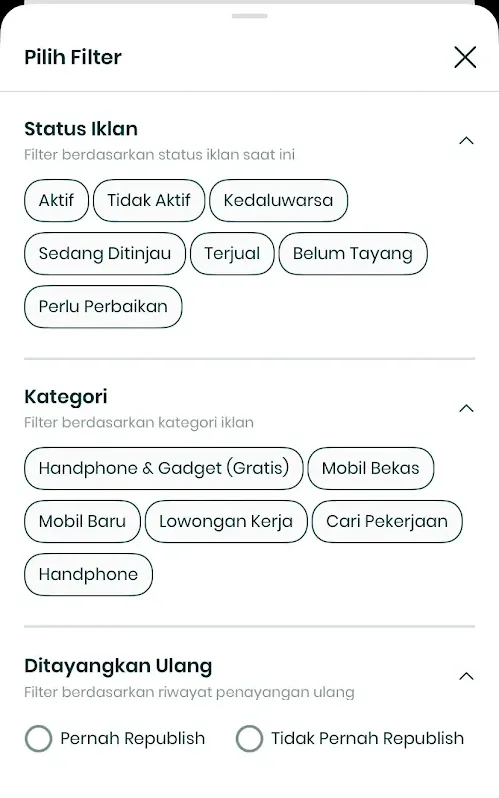 Pilih Filter
Status Iklan
Filter berdasarkan status iklan saat ini
Aktif Tidak Aktif Kedaluwarsa
Sedang Ditinjau Terjual Belum Tayang
Perlu Perbaikan
Kategori
Filter berdasarkan kategori iklan
Handphone & Gadget (Gratis) Mobil Bekas
Mobil Baru Lowongan Kerja Cari Pekerjaan
Handphone
Ditayangkan Ulang
Filter berdasarkan riwayat penayangan ulang
Pernah Republish Tidak Pernah Republish